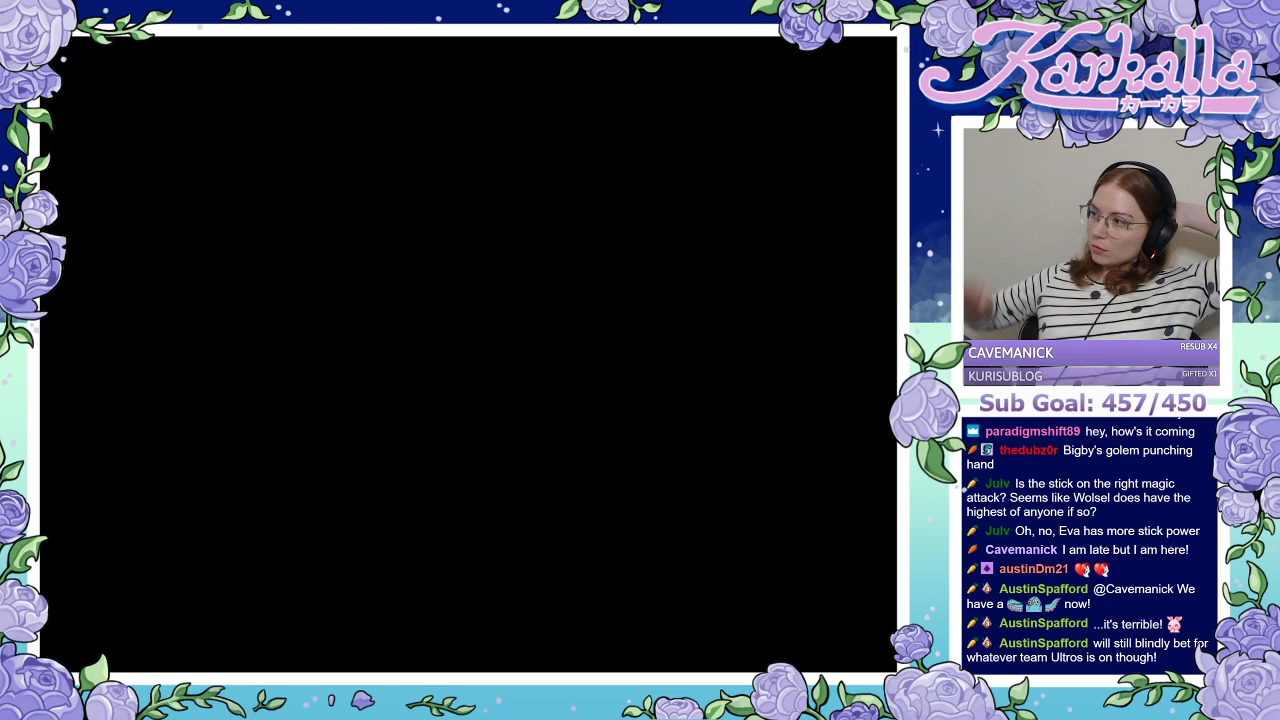 Karkalla
カーカラ
CAVEMANICK RESUB X4
KURISUBLOG GIFTED X1
Sub Goal: 457/450
paradigmshift89 hey, how's it coming
thedubz0r Bigby's golem punching
hand
Julv Is the stick on the right magic
attack? Seems like Wolsel does have the
highest of anyone if so?
Julv Oh, no, Eva has more stick power
Cavemanick I am late but I am here!
austinDm21
AustinSpafford @Cavemanick We
have a now!
AustinSpafford ...it's terrible!
AustinSpafford will still blindly bet for
whatever team Ultros is on though!